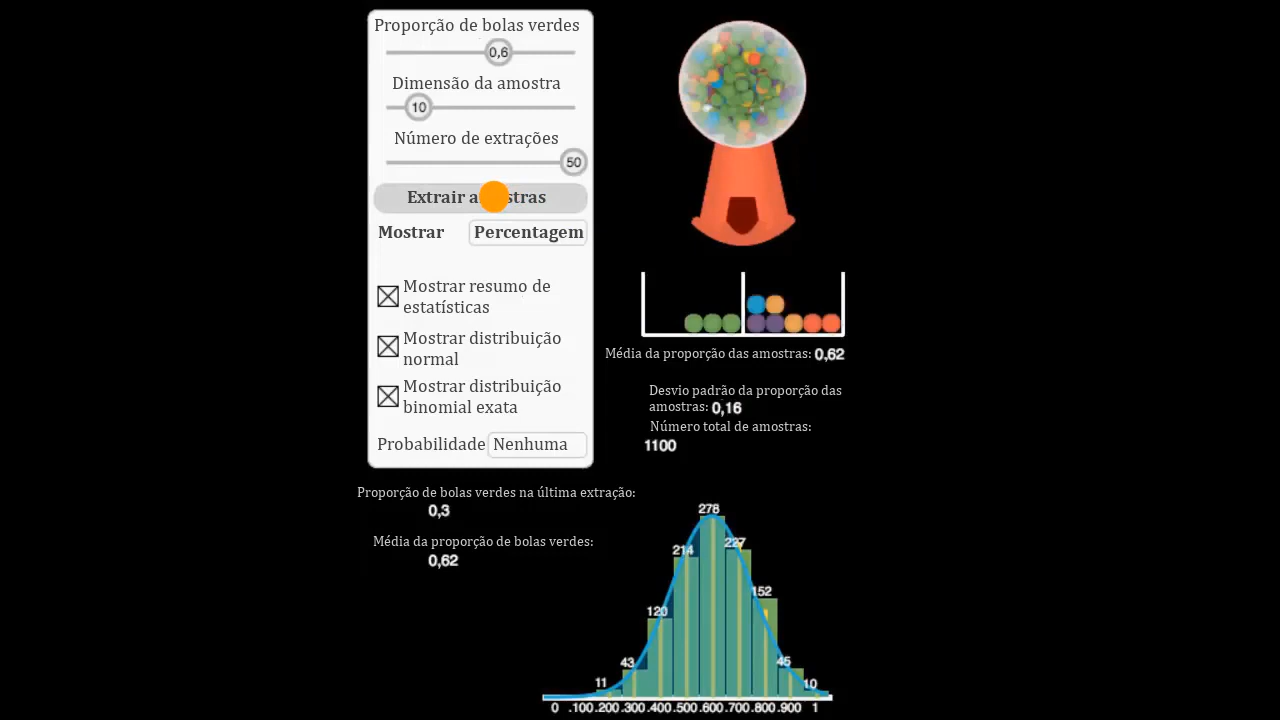 Proporção de bolas verdes
0,6
Dimensão da amostra
10
Número de extrações
50
Extrair a stras
Mostrar
Percentagem
Mostrar resumo de
estatísticas
Mostrar distribuição
normal
Mostrar distribuição
binomial exata
Probabilidade Nenhuma
Média da proporção das amostras: 0,62
Desvio padrão da proporção das
amostras: 0,16
Número total de amostras:
1100
Proporção de bolas verdes na última extração:
0,3
Média da proporção de bolas verdes:
0,62
278
214 227
120 152
43 45
11 10
0 .100 .200 .300 .400 .500 .600 .700 .800 .900 1